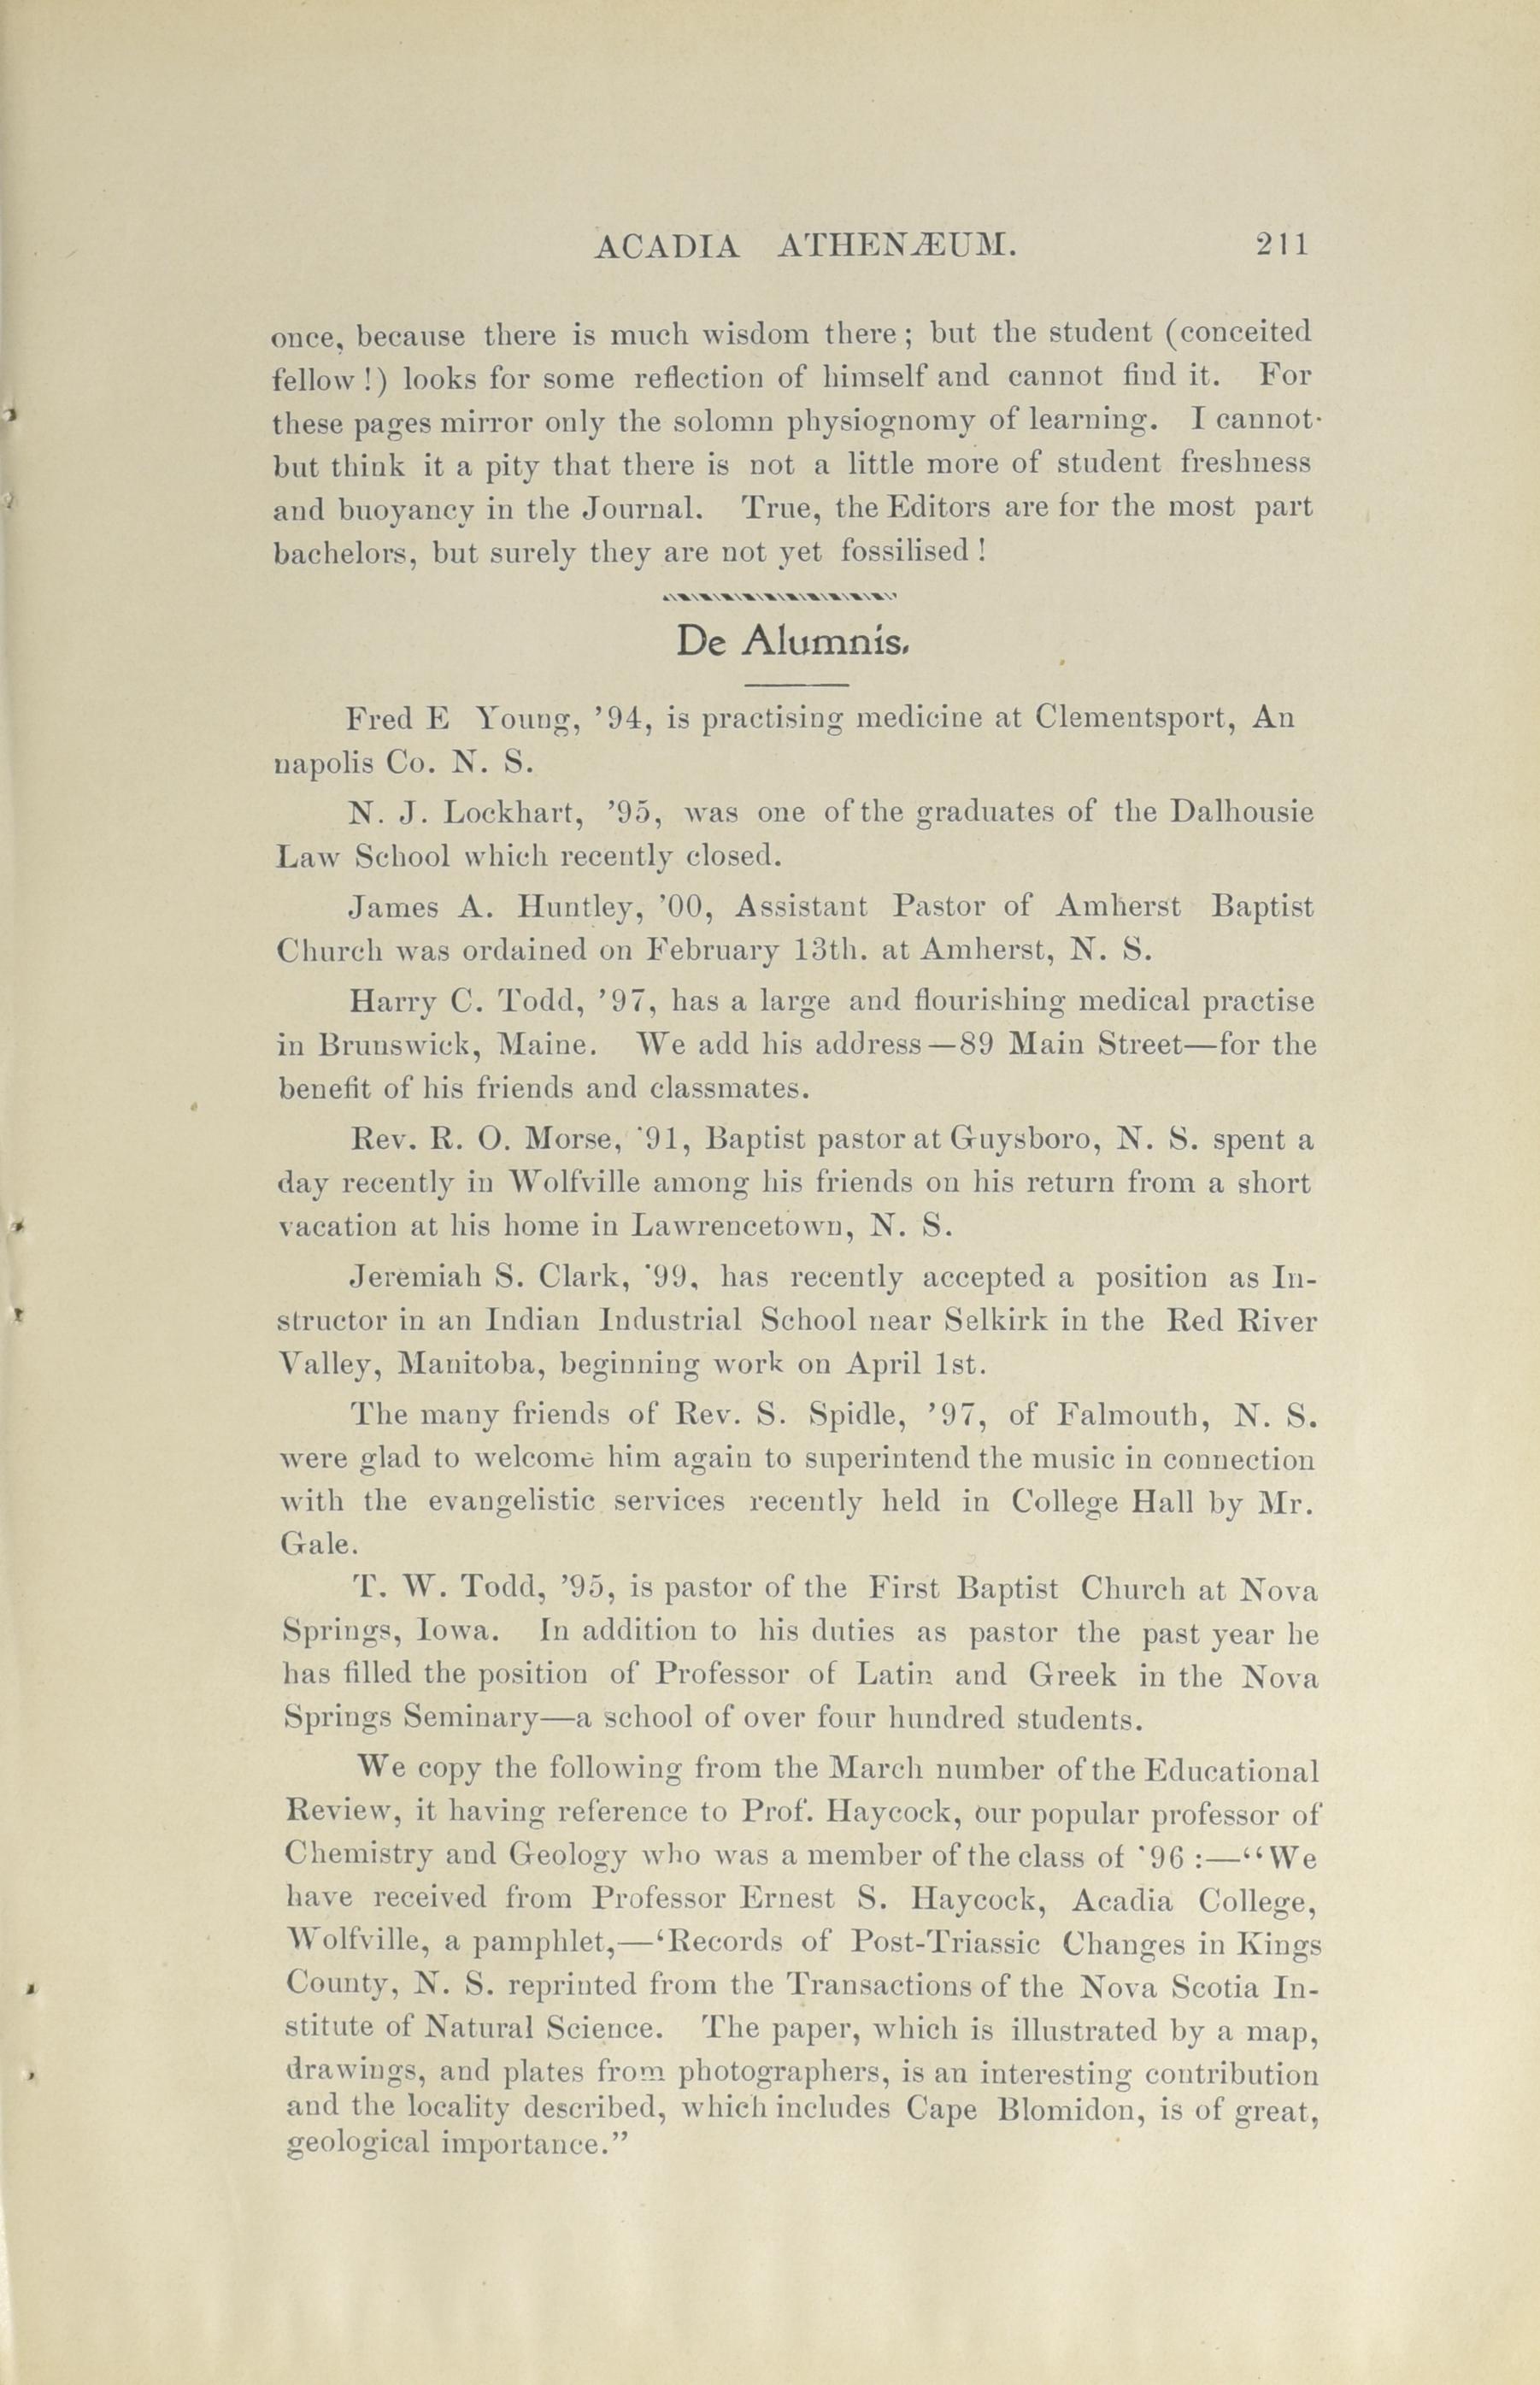 ACADIA ATHENÆUM. 211
once, because there is much wisdom there; but the student (conceited
fellow!) looks for some reflection of himself and cannot find it. For
these pages mirror only the solomn physiognomy of learning. I cannot·
but think it a pity that there is not a little more of student freshness
and buoyancy in the Journal. True, the Editors are for the most part
bachelors, but surely they are not yet fossilised!
De Alumnis.
Fred E Young, ’94, is practising medicine at Clementsport, An
napolis Co. N. S.
N. J. Lockhart, ’95, was one of the graduates of the Dalhousie
Law School which recently closed.
James A. Huntley, ’00, Assistant Pastor of Amherst Baptist
Church was ordained on February 13th. at Amherst, N. S.
Harry C. Todd, ’97, has a large and flourishing medical practise
in Brunswick, Maine. We add his address—89 Main Street—for the
benefit of his friends and classmates.
Rev. R. O. Morse, '91, Baptist pastor at Guysboro, N. S. spent a
day recently in Wolfville among his friends on his return from a short
vacation at his home in Lawrencetown, N. S.
Jeremiah S. Clark, '99, has recently accepted a position as In-
structor in an Indian Industrial School near Selkirk in the Red River
Valley, Manitoba, beginning work on April 1st.
The many friends of Rev. S. Spidle, ’97, of Falmouth, N. S.
were glad to welcome him again to superintend the music in connection
with the evangelistic services recently held in College Hall by Mr.
Gale.
T. W. Todd, ’95, is pastor of the First Baptist Church at Nova
Springs, Iowa. In addition to his duties as pastor the past year he
has filled the position of Professor of Latin and Greek in the Nova
Springs Seminary—a school of over four hundred students.
We copy the following from the March number of the Educational
Review, it having reference to Prof. Haycock, our popular professor of
Chemistry and Geology who was a member of the class of '96:—“We
have received from Professor Ernest S. Haycock, Acadia College,
Wolfville, a pamphlet,—‘Records of Post-Triassic Changes in Kings
County, N. S. reprinted from the Transactions of the Nova Scotia In-
stitute of Natural Science. The paper, which is illustrated by a map,
drawings, and plates from photographers, is an interesting contribution
and the locality described, which includes Cape Blomidon, is of great,
geological importance.”